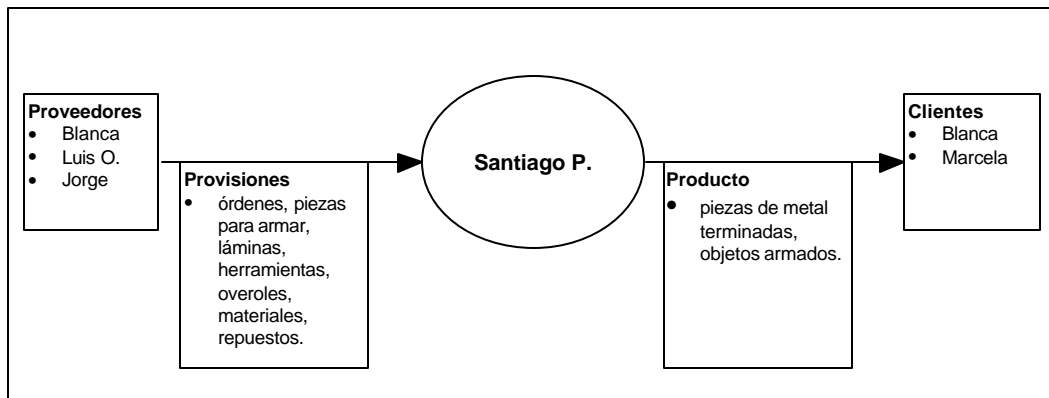 Proveedores
• Blanca
• Luis O.
• Jorge
Provisiones
• órdenes, piezas
para armar,
láminas,
herramientas,
overoles,
materiales,
repuestos.
Santiago P.
Producto
• piezas de metal
terminadas,
objetos armados.
Clientes
• Blanca
• Marcela